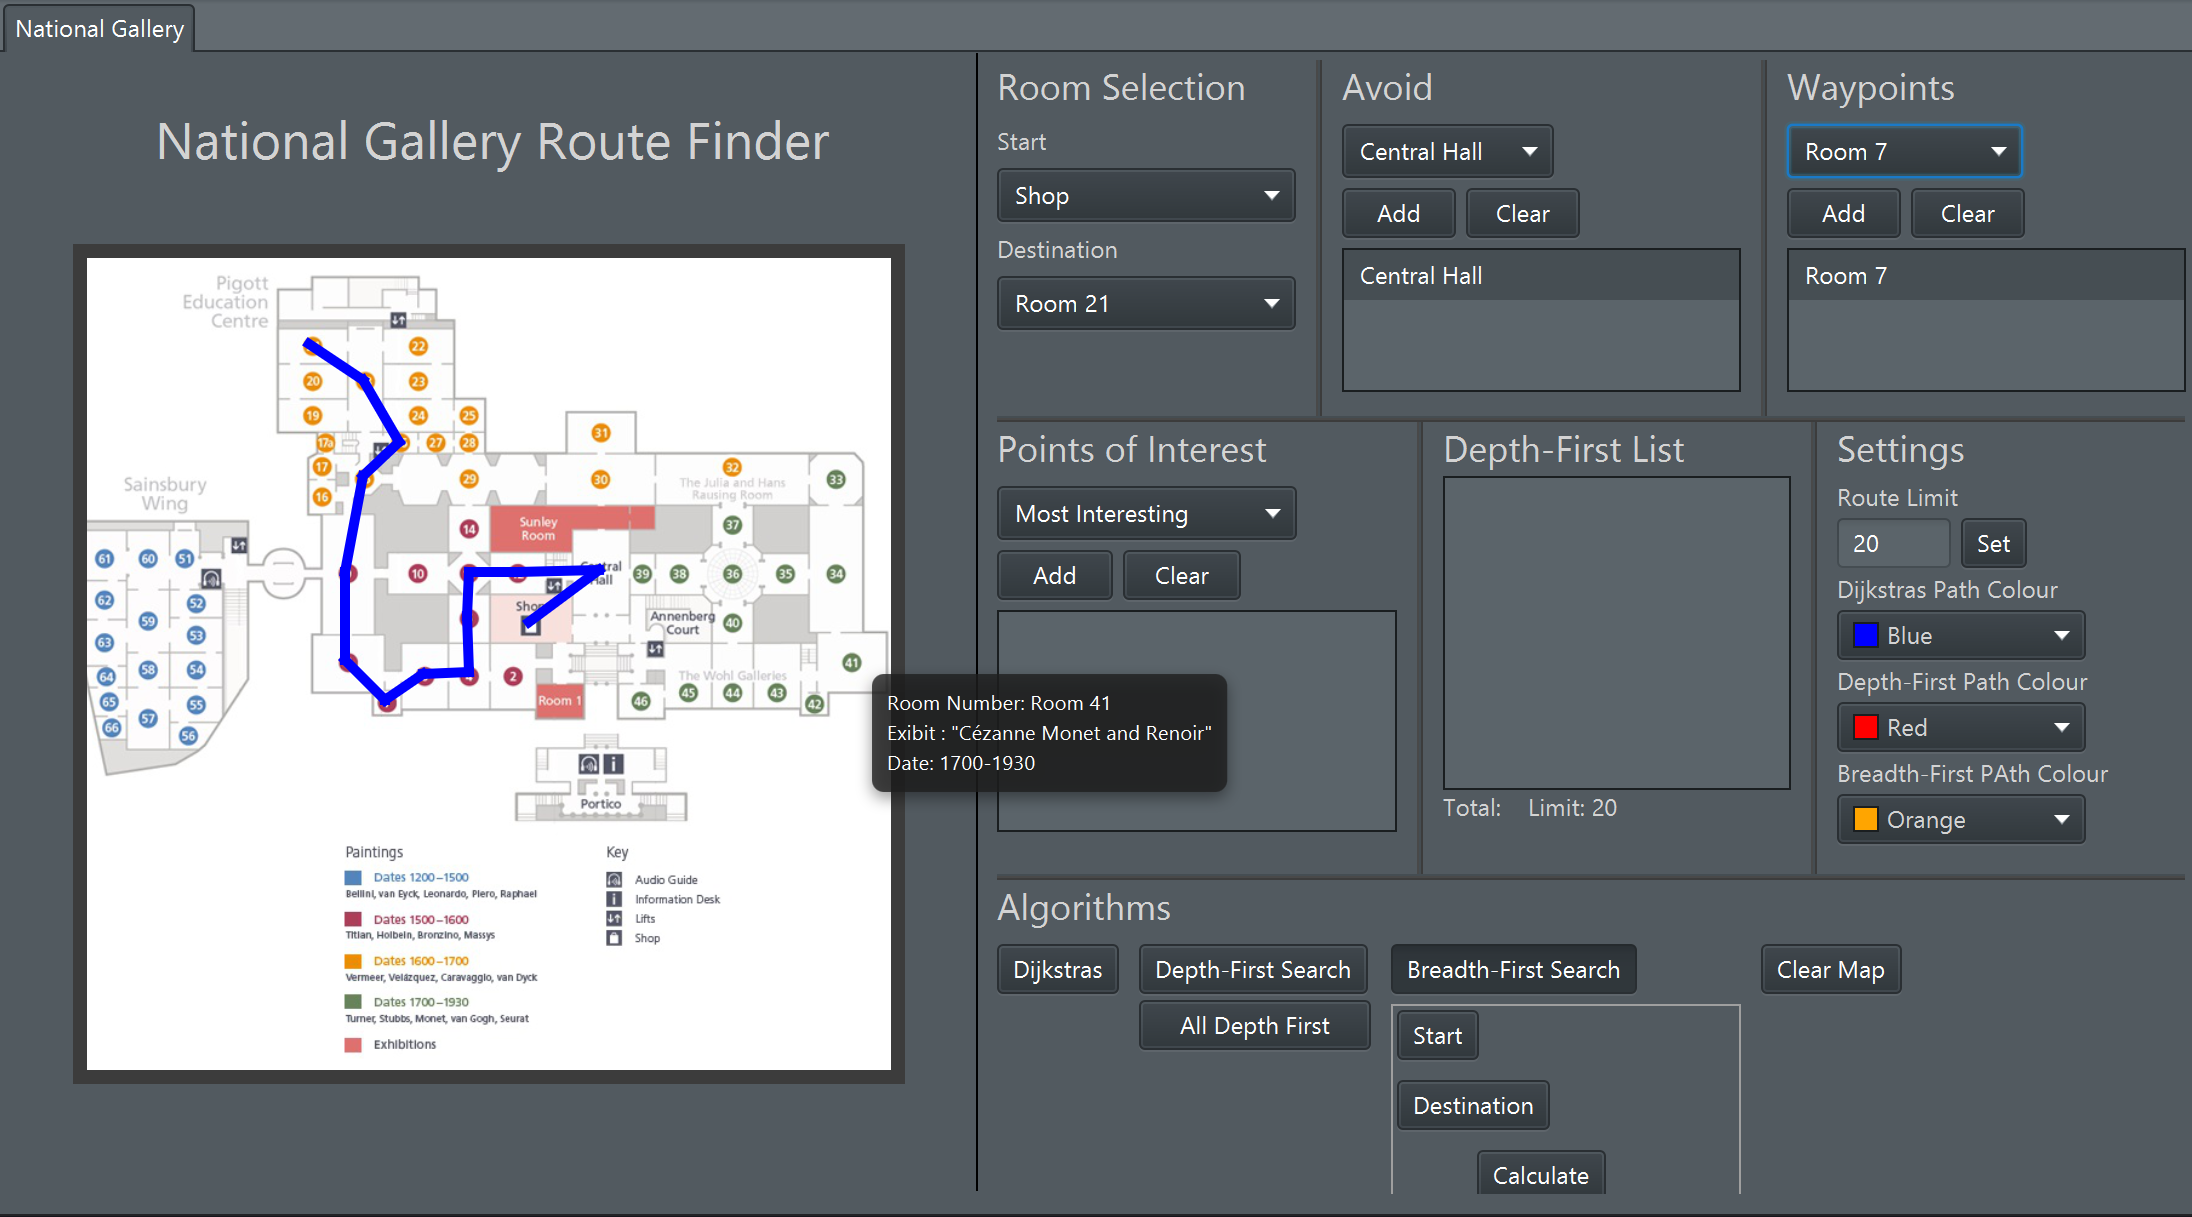 National Gallery
National Gallery Route Finder
Pigott
Education
Centre
22
20
23
19
24
25
17a
27
28
31
17
29
30
32
The Julia and Hans
Rausing Room
33
16
Sainsbury
Wing
14
Sunley
Room
37
61
60
51
10
Central
Hall
39
38
36
35
34
62
52
Shop
59
53
Annenberg
Court
40
63
58
54
41
64
2
The Wohl Galleries
65
55
Room 1
46
45
44
43
42
66
57
56
Portico
Paintings
Dates 1200–1500
Bellini, van Eyck, Leonardo, Piero, Raphael
Dates 1500–1600
Titian, Holbein, Bronzino, Massys
Dates 1600–1700
Vermeer, Velázquez, Caravaggio, van Dyck
Dates 1700–1930
Turner, Stubbs, Monet, van Gogh, Seurat
Exhibitions
Key
Audio Guide
Information Desk
Lifts
Shop
Room Number: Room 41
Exibit : "Cézanne Monet and Renoir"
Date: 1700-1930
Room Selection
Start
Shop
Destination
Room 21
Avoid
Central Hall
Add
Clear
Central Hall
Waypoints
Room 7
Add
Clear
Room 7
Points of Interest
Most Interesting
Add
Clear
Depth-First List
Total: Limit: 20
Settings
Route Limit
20
Set
Dijkstras Path Colour
Blue
Depth-First Path Colour
Red
Breadth-First PAth Colour
Orange
Algorithms
Dijkstras
Depth-First Search
Breadth-First Search
Clear Map
All Depth First
Start
Destination
Calculate